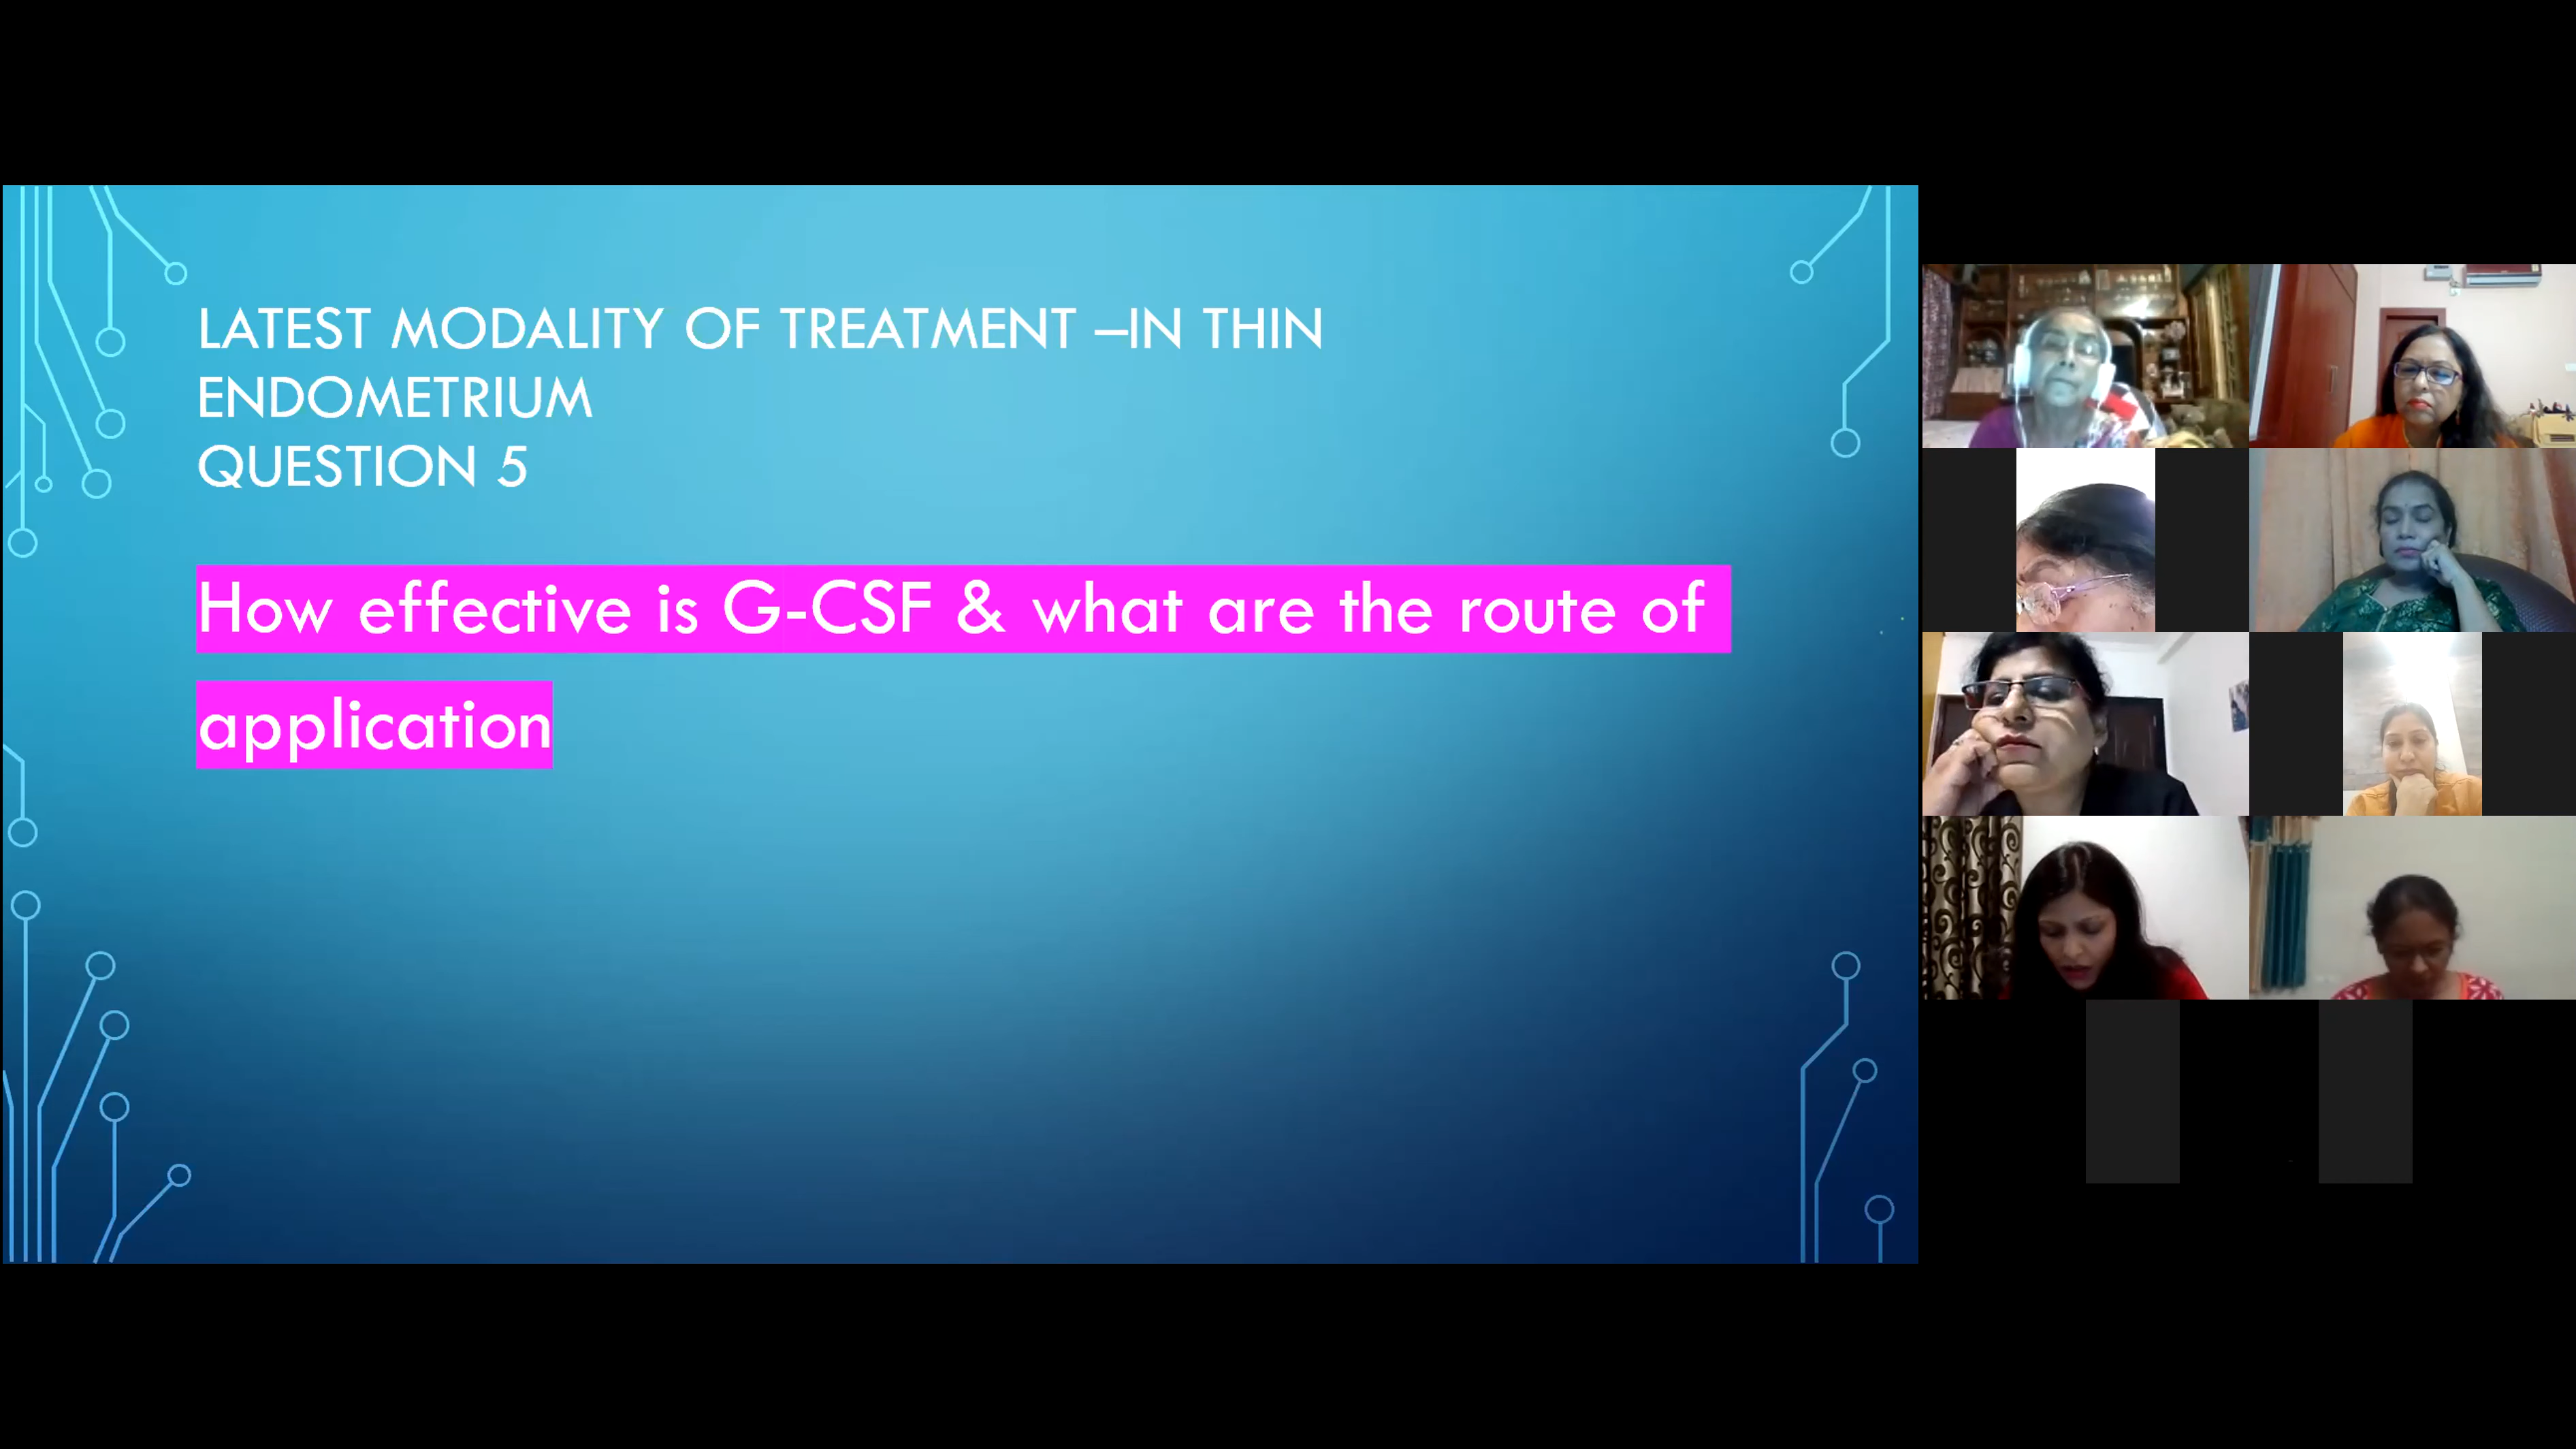 LATEST MODALITY OF TREATMENT –IN THIN
ENDOMETRIUM
QUESTION 5
How effective is G-CSF & what are the route of
application